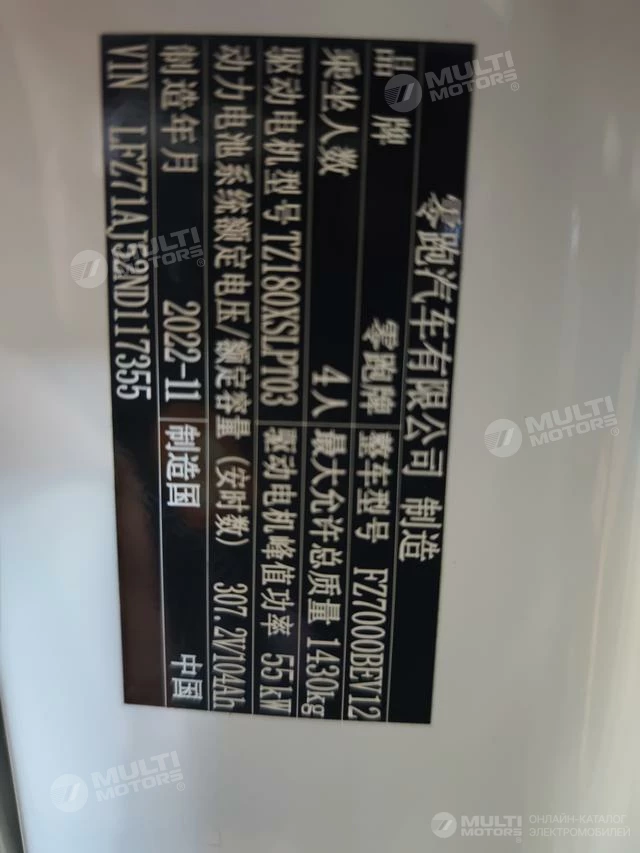 零跑汽车有限公司 制造
品牌 零跑牌 整车型号 FZ7000BEV12
乘坐人数 4人 最大允许总质量 1430kg
驱动电机型号 TZ180XSLPT03 驱动电机峰值功率 55kW
动力电池系统额定电压/额定容量(安时数) 307.2V/104Ah
制造年月 2022-11 制造国 中国
VIN LFZ71AJ52ND117355
MULTI MOTORS®
MULTI MOTORS®
MULTI MOTORS®
MULTI MOTORS®
MULTI MOTORS® ОНЛАЙН-КАТАЛОГ ЭЛЕКТРОМОБИЛЕЙ